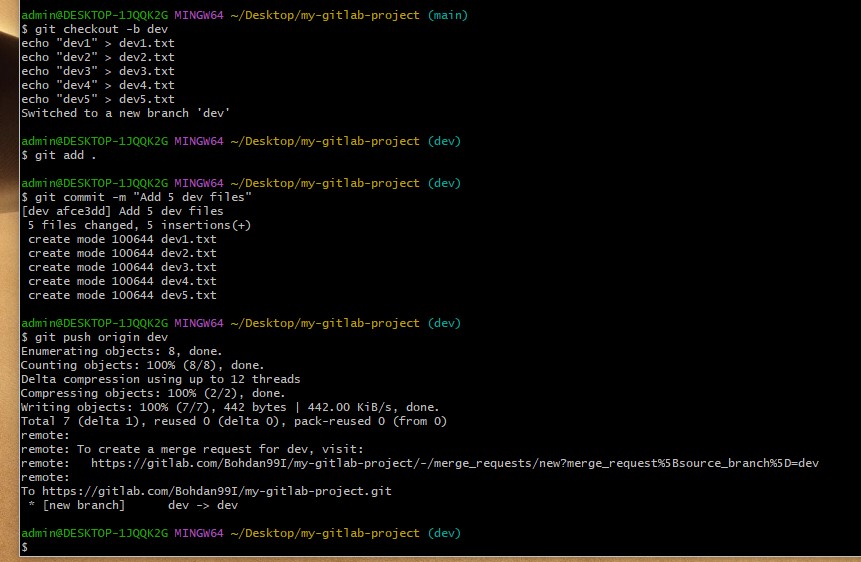 admin@DESKTOP-1JQQK2G MINGW64 ~/Desktop/my-gitlab-project (main)
$ git checkout -b dev
echo "dev1" > dev1.txt
echo "dev2" > dev2.txt
echo "dev3" > dev3.txt
echo "dev4" > dev4.txt
echo "dev5" > dev5.txt
Switched to a new branch 'dev'
admin@DESKTOP-1JQQK2G MINGW64 ~/Desktop/my-gitlab-project (dev)
$ git add .
admin@DESKTOP-1JQQK2G MINGW64 ~/Desktop/my-gitlab-project (dev)
$ git commit -m "Add 5 dev files"
[dev afce3dd] Add 5 dev files
 5 files changed, 5 insertions(+)
 create mode 100644 dev1.txt
 create mode 100644 dev2.txt
 create mode 100644 dev3.txt
 create mode 100644 dev4.txt
 create mode 100644 dev5.txt
admin@DESKTOP-1JQQK2G MINGW64 ~/Desktop/my-gitlab-project (dev)
$ git push origin dev
Enumerating objects: 8, done.
Counting objects: 100% (8/8), done.
Delta compression using up to 12 threads
Compressing objects: 100% (2/2), done.
Writing objects: 100% (7/7), 442 bytes | 442.00 KiB/s, done.
Total 7 (delta 1), reused 0 (delta 0), pack-reused 0 (from 0)
remote:
remote: To create a merge request for dev, visit:
remote:   https://gitlab.com/Bohdan99I/my-gitlab-project/-/merge_requests/new?merge_request%5Bsource_branch%5D=dev
remote:
To https://gitlab.com/Bohdan99I/my-gitlab-project.git
 * [new branch]      dev -> dev
admin@DESKTOP-1JQQK2G MINGW64 ~/Desktop/my-gitlab-project (dev)
$